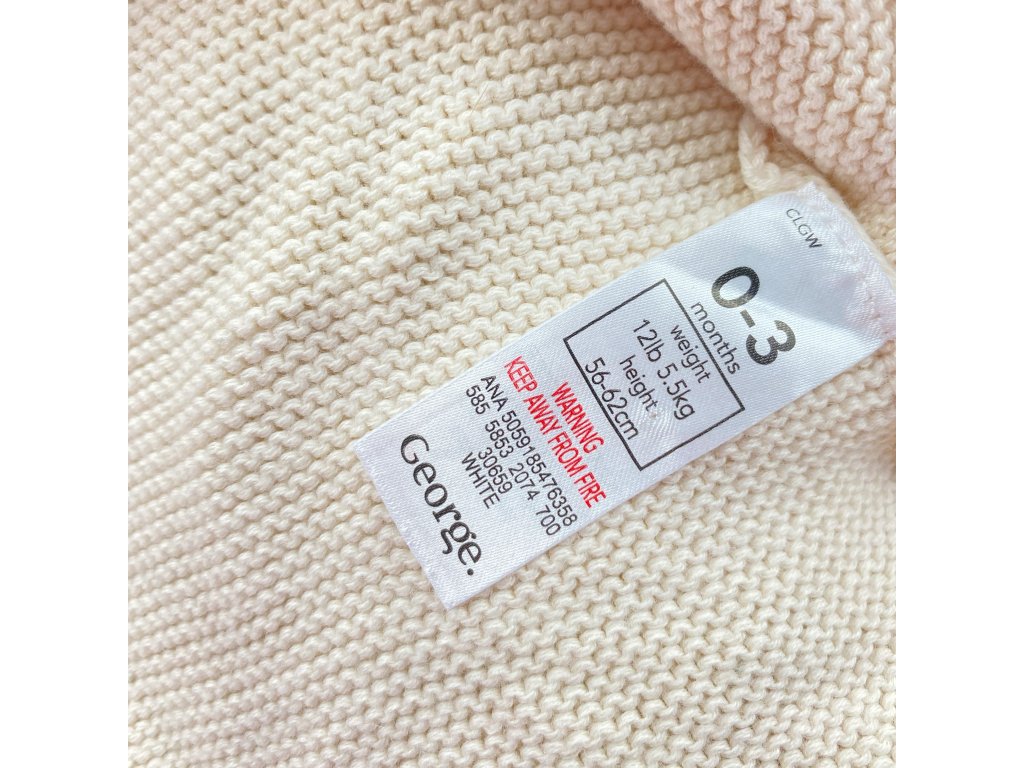 CLGW
0-3
months
weight
12lb 5.5kg
height
56-62cm
WARNING
KEEP AWAY FROM FIRE
ANA 5059185476358
585 5853 2074 700
30659
WHITE
George.